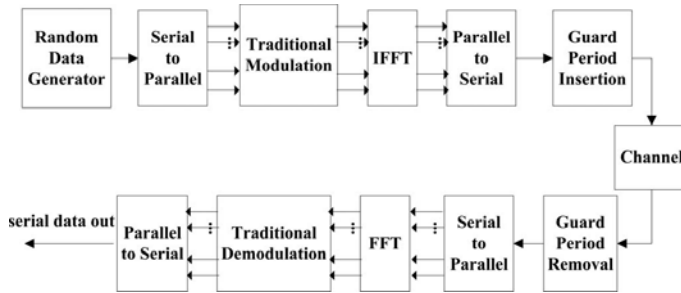 Random
Data
Generator
Serial
to
Parallel
Traditional
Modulation
IFFT
Parallel
to
Serial
Guard
Period
Insertion
Channel
serial data out
Parallel
to Serial
Traditional
Demodulation
FFT
Serial
to
Parallel
Guard
Period
Removal